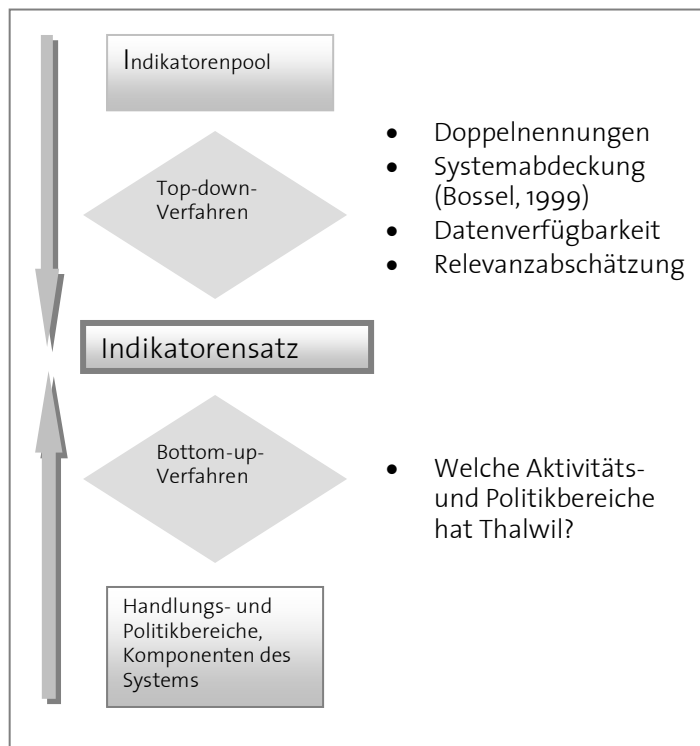 Indikatorenpool
Top-down-
Verfahren
• Doppelnennungen
• Systemabdeckung
(Bossel, 1999)
• Datenverfügbarkeit
• Relevanzabschätzung
Indikatorensatz
Bottom-up-
Verfahren
• Welche Aktivitäts-
und Politikbereiche
hat Thalwil?
Handlungs- und
Politikbereiche,
Komponenten des
Systems